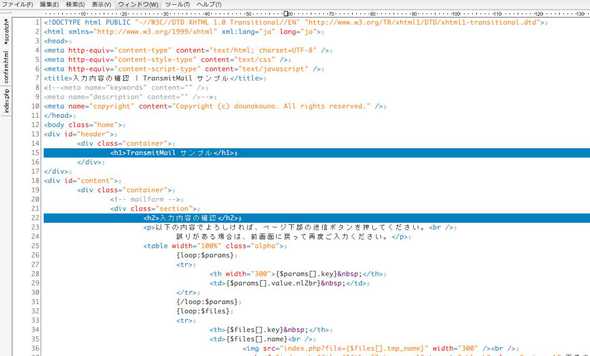 ファイル(F) 編集(E) 検索(S) 表示(V) ウィンドウ(W) ツール(T) ヘルプ(H)
*scratch*
confirm.html
index.php
1 <!DOCTYPE html PUBLIC "-//W3C//DTD XHTML 1.0 Transitional//EN" "http://www.w3.org/TR/xhtml1/DTD/xhtml1-transitional.dtd">
2 <html xmlns="http://www.w3.org/1999/xhtml" xml:lang="ja" lang="ja">
3 <head>
4 <meta http-equiv="content-type" content="text/html; charset=UTF-8" />
5 <meta http-equiv="content-style-type" content="text/css" />
6 <meta http-equiv="content-script-type" content="text/javascript" />
7 <title>入力内容の確認 | TransmitMail サンプル</title>
8 <!--<meta name="keywords" content="" />
9 <meta name="description" content="" />-->
10 <meta name="copyright" content="Copyright (c) dounokouno. All rights reserved." />
11 </head>
12 <body class="home">
13 <div id="header">
14 <div class="container">
15 <h1>TransmitMail サンプル</h1>
16 </div>
17 </div>
18 <div id="content">
19 <div class="container">
20 <!-- mailform -->
21 <div class="section">
22 <h2>入力内容の確認</h2>
23 <p>以下の内容でよろしければ、ページ下部の送信ボタンを押してください。<br />
24 誤りがある場合は、前画面に戻って再度ご入力ください。</p>
25 <table width="100%" class="alpha">
26 {loop:$params}
27 <tr>
28 <th width="300">{$params[].key}&nbsp;</th>
29 <td>{$params[].value.nl2br}&nbsp;</td>
30 </tr>
31 {/loop:$params}
32 {loop:$files}
33 <tr>
34 <th>{$files[].key}&nbsp;</th>
35 <td>{$files[].name}<br />
36 <img src="index.php?file={$files[].tmp_name}" width="300" /><br />